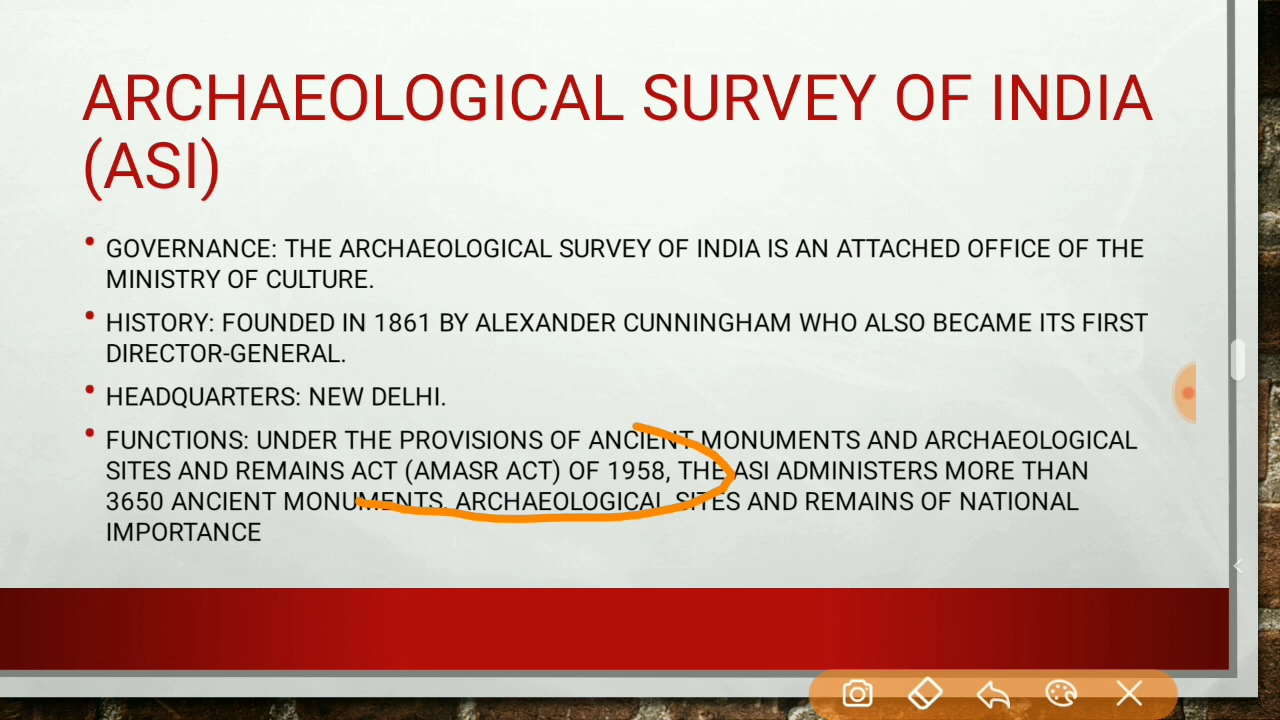 ARCHAEOLOGICAL SURVEY OF INDIA
(ASI)
• GOVERNANCE: THE ARCHAEOLOGICAL SURVEY OF INDIA IS AN ATTACHED OFFICE OF THE
MINISTRY OF CULTURE.
• HISTORY: FOUNDED IN 1861 BY ALEXANDER CUNNINGHAM WHO ALSO BECAME ITS FIRST
DIRECTOR-GENERAL.
• HEADQUARTERS: NEW DELHI.
• FUNCTIONS: UNDER THE PROVISIONS OF ANCIENT MONUMENTS AND ARCHAEOLOGICAL
SITES AND REMAINS ACT (AMASR ACT) OF 1958, THE ASI ADMINISTERS MORE THAN
3650 ANCIENT MONUMENTS, ARCHAEOLOGICAL SITES AND REMAINS OF NATIONAL
IMPORTANCE